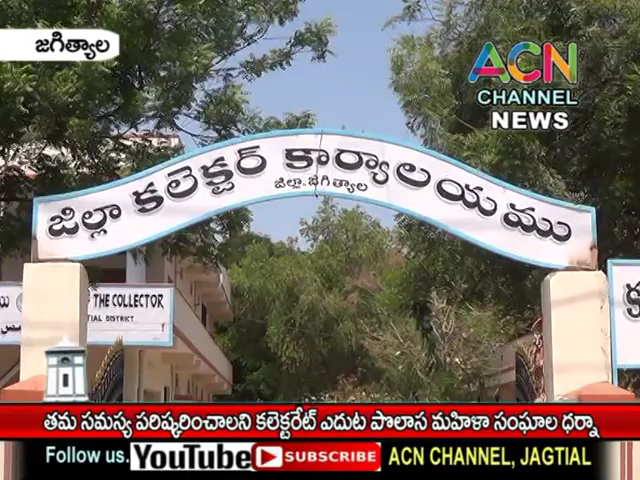 జగిత్యాల
ACN
CHANNEL
NEWS
జిల్లా కలెక్టర్ కార్యాలయము
జిల్లా-జగిత్యాల
THE COLLECTOR
TIAL DISTRICT
తమ సమస్య పరిష్కరించాలని కలెక్టరేట్ ఎదుట పొలాస మహిళా సంఘాల ధర్నా
Follow us. YouTube SUBSCRIBE ACN CHANNEL, JAGTIAL